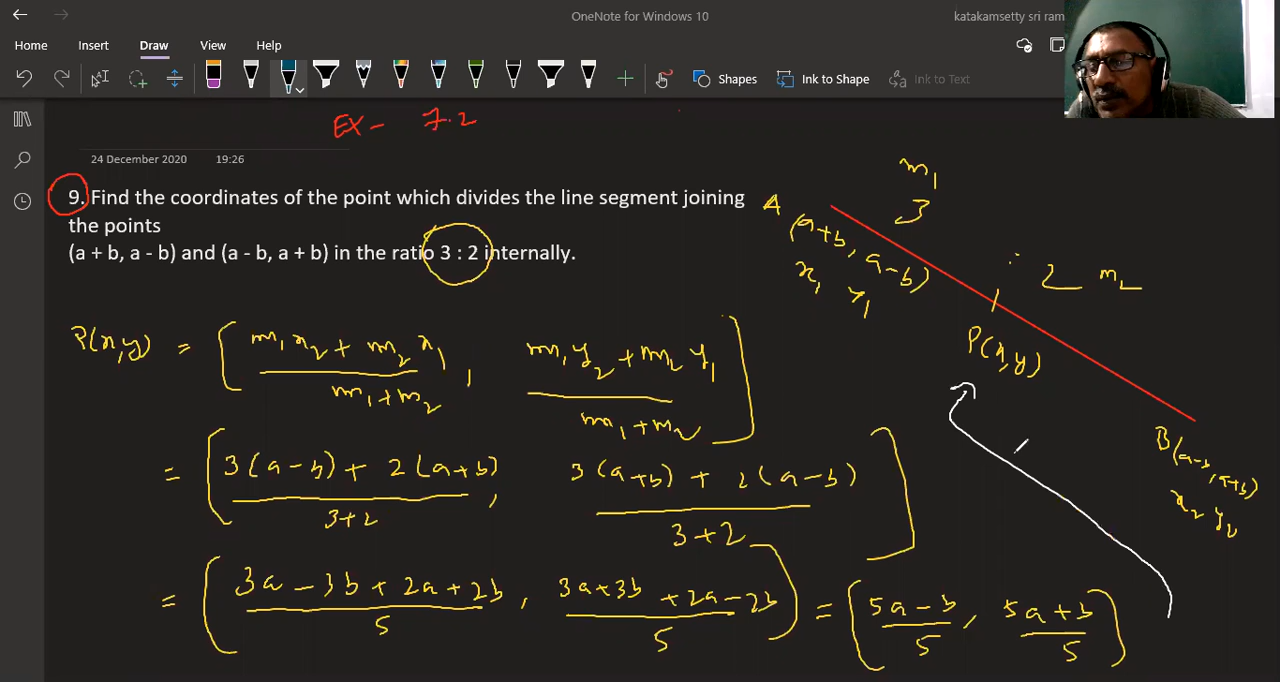 OneNote for Windows 10
katakamsetty sri ram
Home Insert Draw View Help
Shapes Ink to Shape Ink to Text
EX- 7.2
24 December 2020 19:26
9. Find the coordinates of the point which divides the line segment joining
the points
(a + b, a - b) and (a - b, a + b) in the ratio 3 : 2 internally.
m₁
3 : 2 m₂
A (a+b, a-b)
x₁ y₁
P(x,y)
B(a-b, a+b)
x₂ y₂
P(x,y) = [(m₁x₂ + m₂x₁)/(m₁+m₂), (m₁y₂ + m₂y₁)/(m₁+m₂)]
= [(3(a-b) + 2(a+b))/(3+2), (3(a+b) + 2(a-b))/(3+2)]
= ((3a-3b+2a+2b)/5, (3a+3b+2a-2b)/5) = ((5a-b)/5, (5a+b)/5)